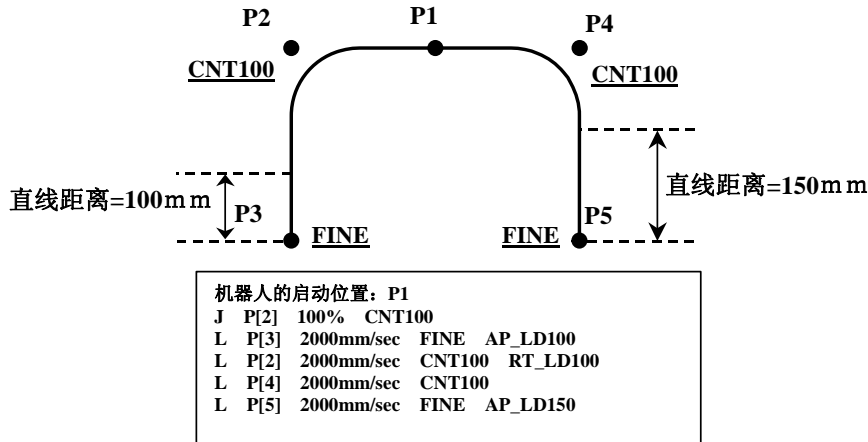 P2 P1 P4
CNT100 CNT100
直线距离=100ｍｍ P3 直线距离=150ｍｍ
P5
FINE FINE
机器人的启动位置：P1
J P[2] 100% CNT100
L P[3] 2000mm/sec FINE AP_LD100
L P[2] 2000mm/sec CNT100 RT_LD100
L P[4] 2000mm/sec CNT100
L P[5] 2000mm/sec FINE AP_LD150